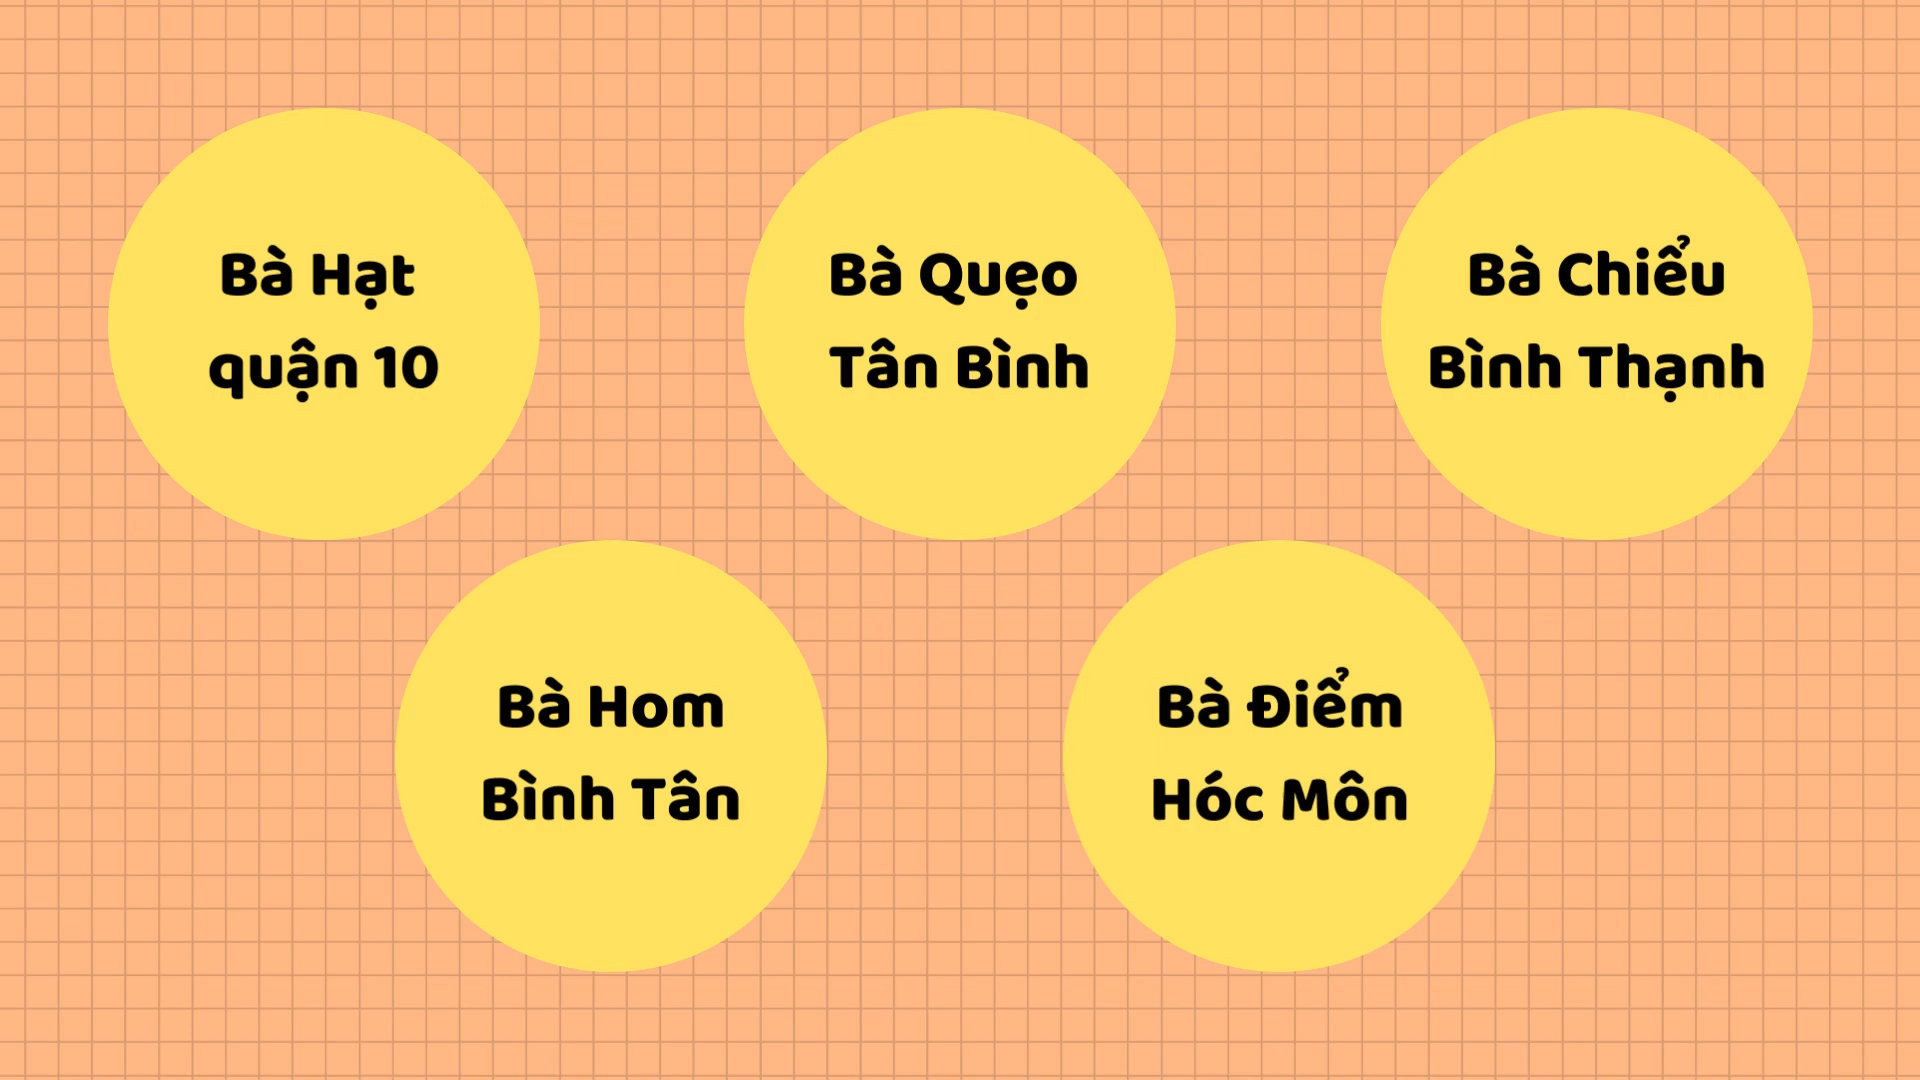 Bà Hạt
quận 10
Bà Quẹo
Tân Bình
Bà Chiểu
Bình Thạnh
Bà Hom
Bình Tân
Bà Điểm
Hóc Môn